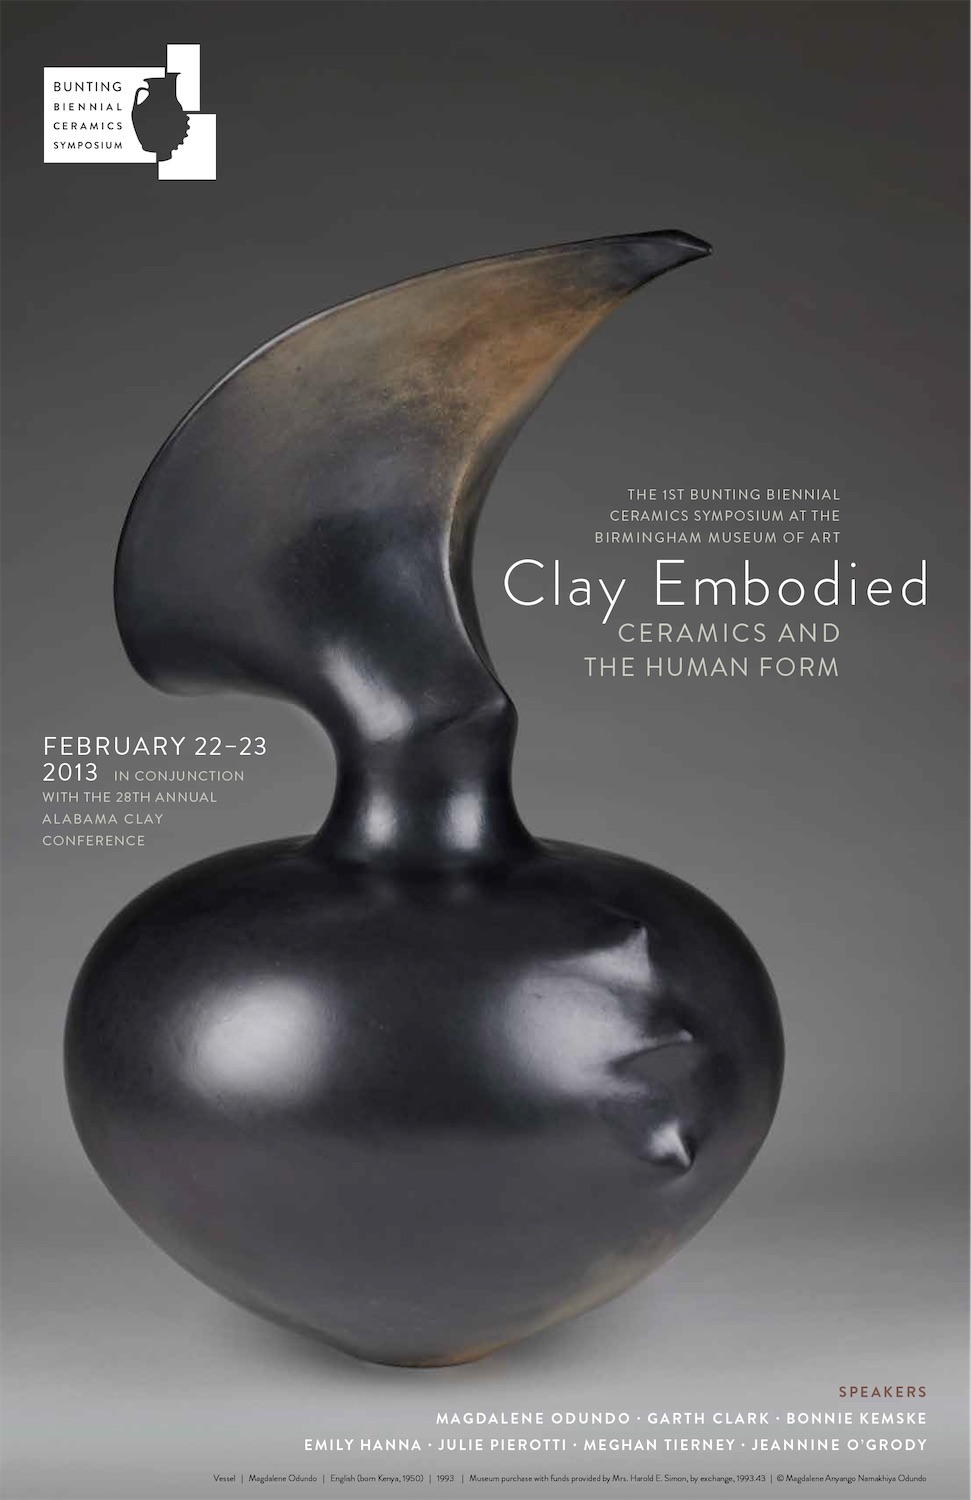 BUNTING
BIENNIAL
CERAMICS
SYMPOSIUM
THE 1ST BUNTING BIENNIAL
CERAMICS SYMPOSIUM AT THE
BIRMINGHAM MUSEUM OF ART
Clay Embodied
CERAMICS AND
THE HUMAN FORM
FEBRUARY 22–23
2013 IN CONJUNCTION
WITH THE 28TH ANNUAL
ALABAMA CLAY
CONFERENCE
SPEAKERS
MAGDALENE ODUNDO · GARTH CLARK · BONNIE KEMSKE
EMILY HANNA · JULIE PIEROTTI · MEGHAN TIERNEY · JEANNINE O'GRODY
Vessel | Magdalene Odundo | English (born Kenya, 1950) | 1993 | Museum purchase with funds provided by Mrs. Harold E. Simon, by exchange, 1993.43 | © Magdalene Anyango Namakhiya Odundo